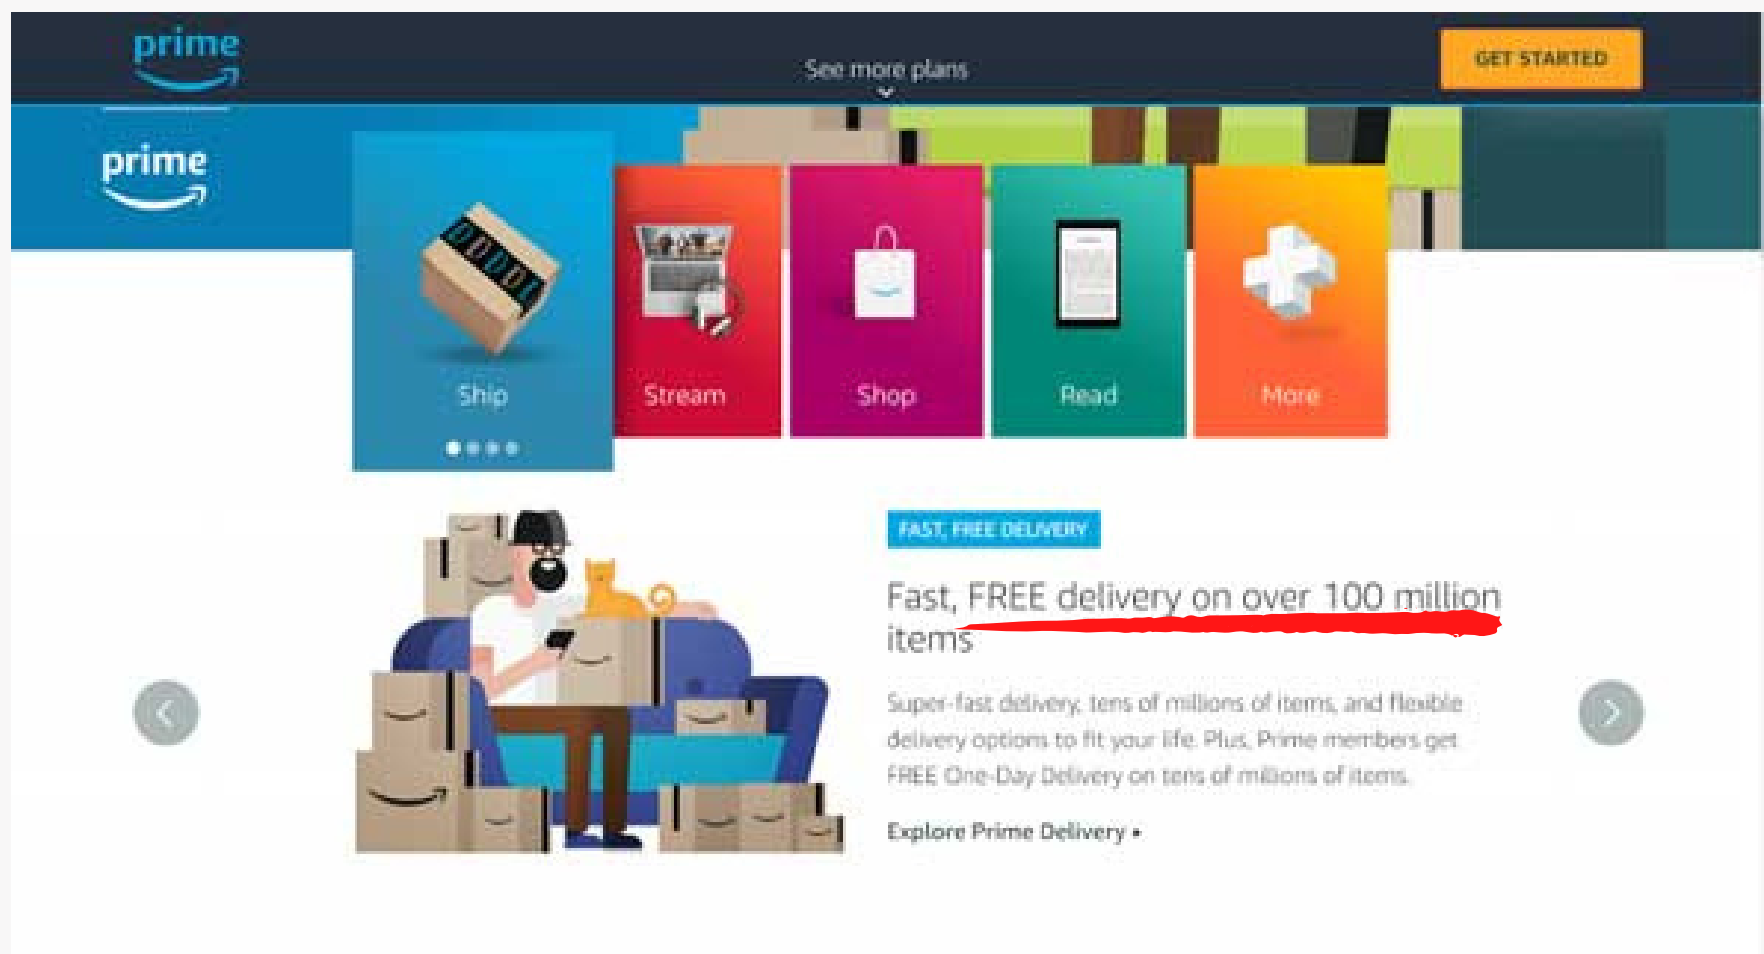 prime
See more plans
GET STARTED
prime
Ship
Stream
Shop
Read
More
FAST, FREE DELIVERY
Fast, FREE delivery on over 100 million
items
Super-fast delivery, tens of millions of items, and flexible
delivery options to fit your life. Plus, Prime members get
FREE One-Day Delivery on tens of millions of items.
Explore Prime Delivery ▸